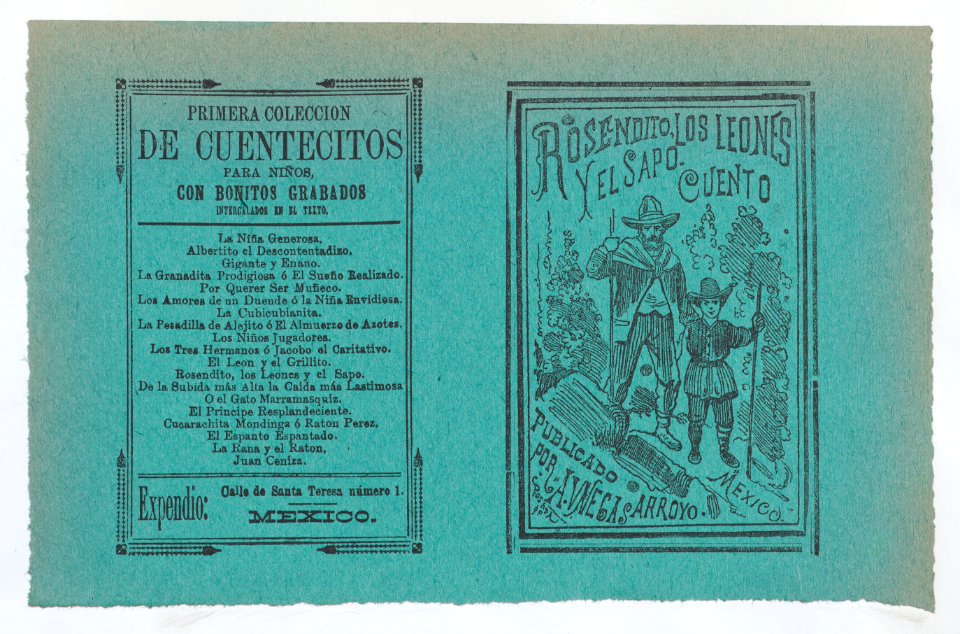 PRIMERA COLECCION
DE CUENTECITOS
PARA NIÑOS,
CON BONITOS GRABADOS
INTERCALADOS EN EL TEXTO.
La Niña Generosa,
Albertito el Descontentadizo.
Gigante y Enano.
La Granadita Prodigiosa ó El Sueño Realizado.
Por Querer Ser Muñeco.
Los Amores de un Duende ó la Niña Envidiosa.
La Cubicubianita.
La Pesadilla de Alejito ó El Almuerzo de Azotes.
Los Niños Jugadores.
Los Tres Hermanos ó Jacobo el Caritativo.
El Leon y el Grillito.
Rosendito, los Leones y el Sapo.
De la Subida más Alta la Caida más Lastimosa
O el Gato Marramasquiz.
El Principe Resplandeciente.
Cucarachita Mondinga ó Raton Perez.
El Espanto Espantado.
La Rana y el Raton,
Juan Ceniza.
Expendio:
Calle de Santa Teresa número 1.
MEXICO.
ROSENDITO, LOS LEONES
Y EL SAPO.
CUENTO
PUBLICADO
POR A. VNEGAS ARROYO.
MEXICO.